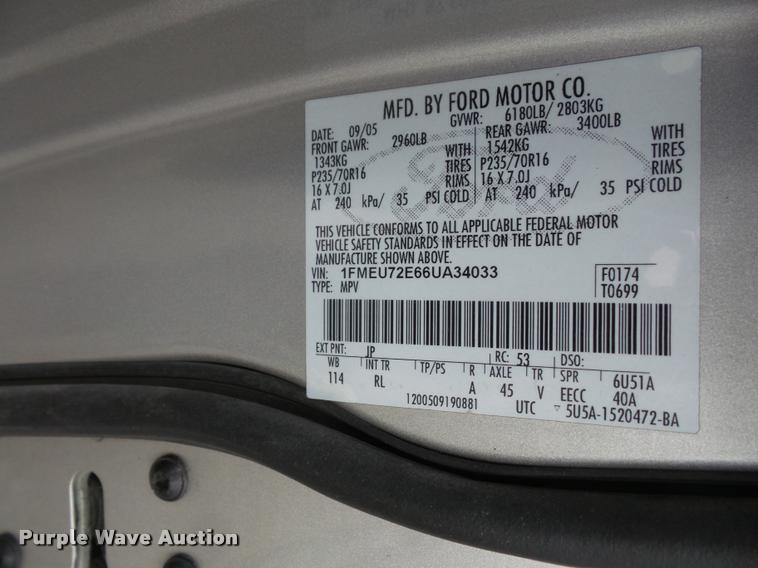 MFD. BY FORD MOTOR CO.
DATE: 09/05 GVWR: 6180LB/ 2803KG
FRONT GAWR: 2960LB REAR GAWR: 3400LB
1343KG WITH 1542KG WITH
P235/70R16 TIRES P235/70R16 TIRES
16 X 7.0J RIMS 16 X 7.0J RIMS
AT 240 kPa/ 35 PSI COLD AT 240 kPa/ 35 PSI COLD
Ford
THIS VEHICLE CONFORMS TO ALL APPLICABLE FEDERAL MOTOR
VEHICLE SAFETY STANDARDS IN EFFECT ON THE DATE OF
MANUFACTURE SHOWN ABOVE.
VIN: 1FMEU72E66UA34033 F0174
TYPE: MPV T0699
EXT PNT: JP RC: 53 DSO:
WB INT TR TP/PS R AXLE TR SPR 6U51A
114 RL A 45 V EECC 40A
1200509190881 UTC 5U5A-1520472-BA
Purple Wave Auction